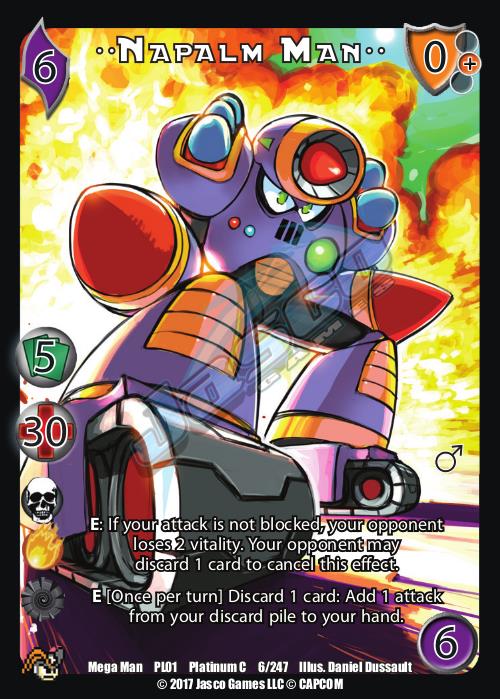 ··Napalm Man··
6
0
+
5
30
E: If your attack is not blocked, your opponent
loses 2 vitality. Your opponent may
discard 1 card to cancel this effect.
E [Once per turn] Discard 1 card: Add 1 attack
from your discard pile to your hand.
6
Mega Man PL01 Platinum C 6/247 Illus. Daniel Dussault
© 2017 Jasco Games LLC © CAPCOM